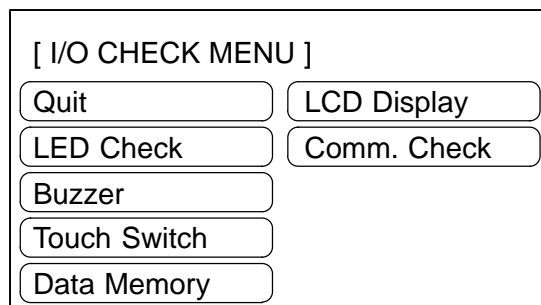 [ I/O CHECK MENU ]
Quit
LCD Display
LED Check
Comm. Check
Buzzer
Touch Switch
Data Memory